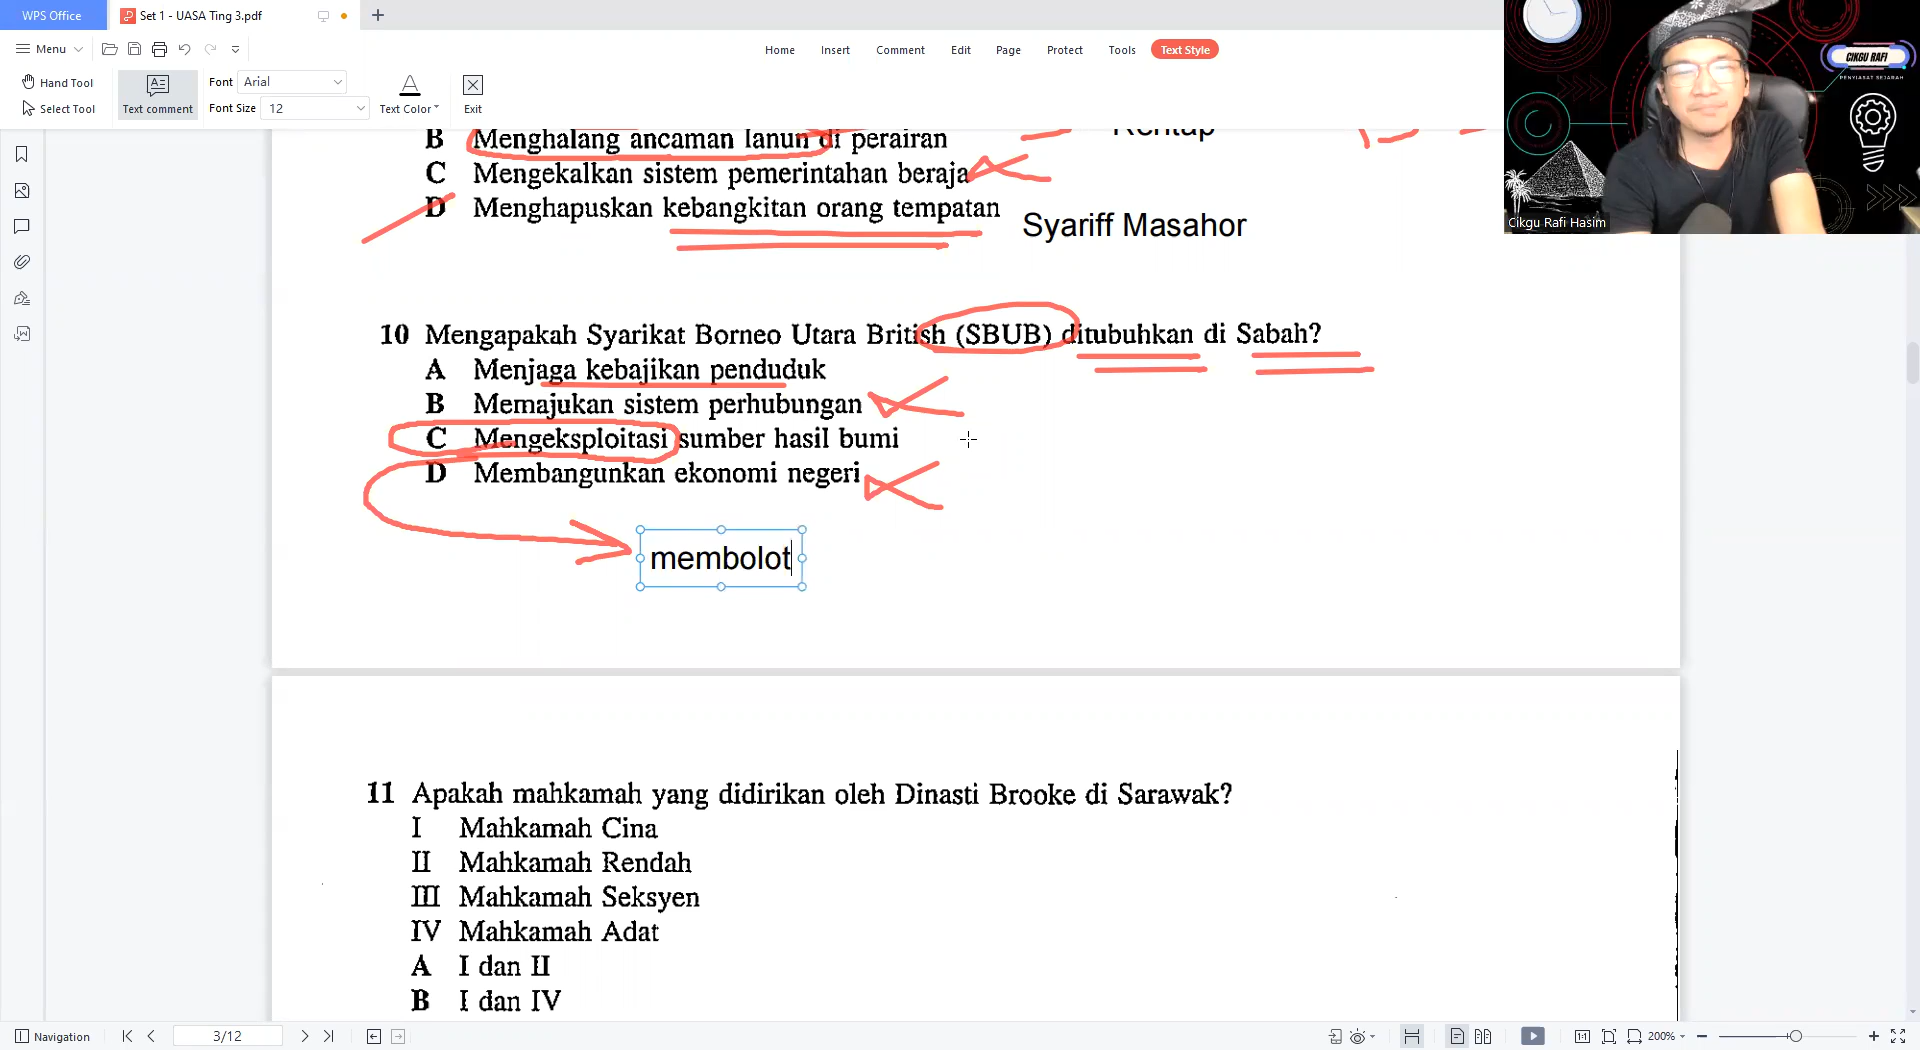 WPS Office
Set 1 - UASA Ting 3.pdf
Menu
Home Insert Comment Edit Page Protect Tools Text Style
Hand Tool
Select Tool
Text comment
Font Arial
Font Size 12
Text Color
Exit
CIKGU RAFI
PENYIASAT SEJARAH
Cikgu Rafi Hasim
Rentap
B Menghalang ancaman lanun di perairan
C Mengekalkan sistem pemerintahan beraja
D Menghapuskan kebangkitan orang tempatan
Syariff Masahor
10 Mengapakah Syarikat Borneo Utara British (SBUB) ditubuhkan di Sabah?
A Menjaga kebajikan penduduk
B Memajukan sistem perhubungan
C Mengeksploitasi sumber hasil bumi
D Membangunkan ekonomi negeri
membolot
11 Apakah mahkamah yang didirikan oleh Dinasti Brooke di Sarawak?
I Mahkamah Cina
II Mahkamah Rendah
III Mahkamah Seksyen
IV Mahkamah Adat
A I dan II
B I dan IV
Navigation
3/12
200%